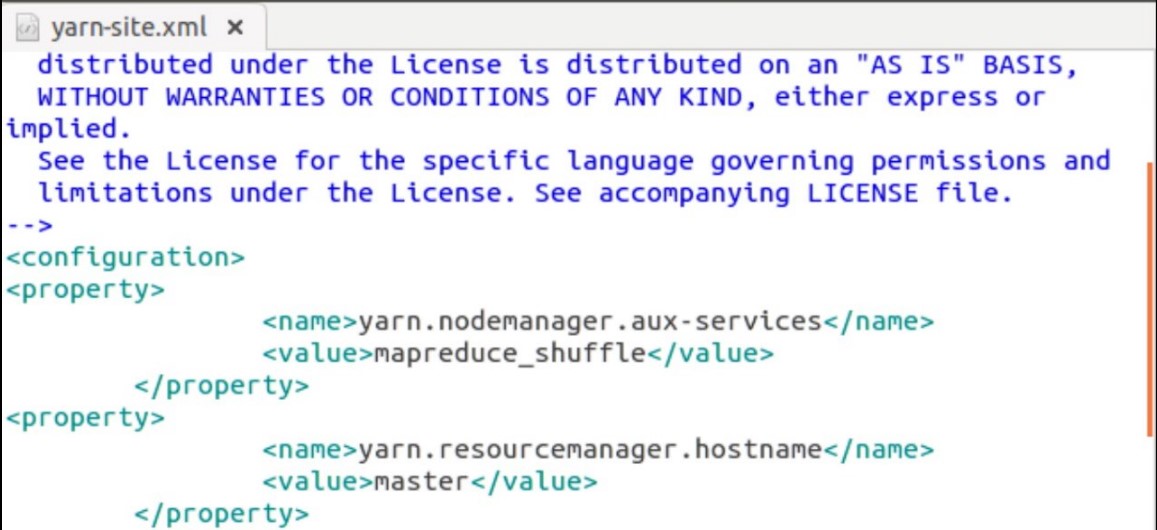 yarn-site.xml ×
distributed under the License is distributed on an "AS IS" BASIS,
WITHOUT WARRANTIES OR CONDITIONS OF ANY KIND, either express or
implied.
See the License for the specific language governing permissions and
limitations under the License. See accompanying LICENSE file.
-->
<configuration>
<property>
<name>yarn.nodemanager.aux-services</name>
<value>mapreduce_shuffle</value>
</property>
<property>
<name>yarn.resourcemanager.hostname</name>
<value>master</value>
</property>